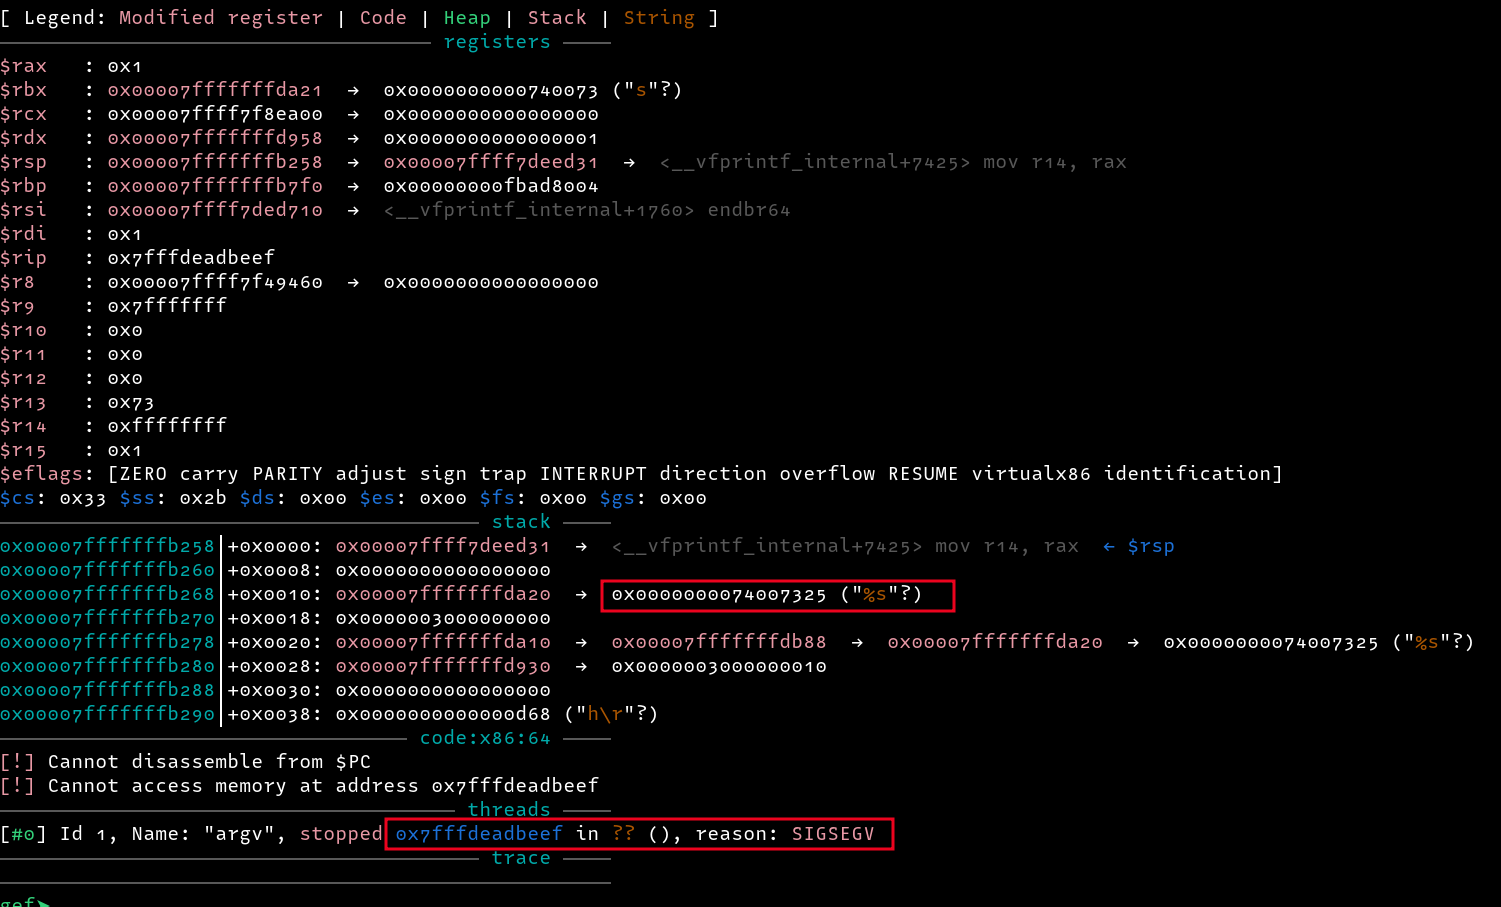 [ Legend: Modified register | Code | Heap | Stack | String ]
registers
$rax   : 0x1
$rbx   : 0x00007fffffffda21  →  0x0000000000740073 ("s"?)
$rcx   : 0x00007ffff7f8ea00  →  0x0000000000000000
$rdx   : 0x00007fffffffd958  →  0x0000000000000001
$rsp   : 0x00007fffffffb258  →  0x00007ffff7deed31  →  <__vfprintf_internal+7425> mov r14, rax
$rbp   : 0x00007fffffffb7f0  →  0x00000000fbad8004
$rsi   : 0x00007ffff7ded710  →  <__vfprintf_internal+1760> endbr64
$rdi   : 0x1
$rip   : 0x7fffdeadbeef
$r8    : 0x00007ffff7f49460  →  0x0000000000000000
$r9    : 0x7fffffff
$r10   : 0x0
$r11   : 0x0
$r12   : 0x0
$r13   : 0x73
$r14   : 0xffffffff
$r15   : 0x1
$eflags: [ZERO carry PARITY adjust sign trap INTERRUPT direction overflow RESUME virtualx86 identification]
$cs: 0x33 $ss: 0x2b $ds: 0x00 $es: 0x00 $fs: 0x00 $gs: 0x00
stack
0x00007fffffffb258│+0x0000: 0x00007ffff7deed31  →  <__vfprintf_internal+7425> mov r14, rax  ← $rsp
0x00007fffffffb260│+0x0008: 0x0000000000000000
0x00007fffffffb268│+0x0010: 0x00007fffffffda20  →  0x0000000074007325 ("%s"?)
0x00007fffffffb270│+0x0018: 0x0000003000000000
0x00007fffffffb278│+0x0020: 0x00007fffffffda10  →  0x00007fffffffdb88  →  0x00007fffffffda20  →  0x0000000074007325 ("%s"?)
0x00007fffffffb280│+0x0028: 0x00007fffffffd930  →  0x0000003000000010
0x00007fffffffb288│+0x0030: 0x0000000000000000
0x00007fffffffb290│+0x0038: 0x0000000000000d68 ("h\r"?)
code:x86:64
[!] Cannot disassemble from $PC
[!] Cannot access memory at address 0x7fffdeadbeef
threads
[#0] Id 1, Name: "argv", stopped 0x7fffdeadbeef in ?? (), reason: SIGSEGV
trace
gef➤